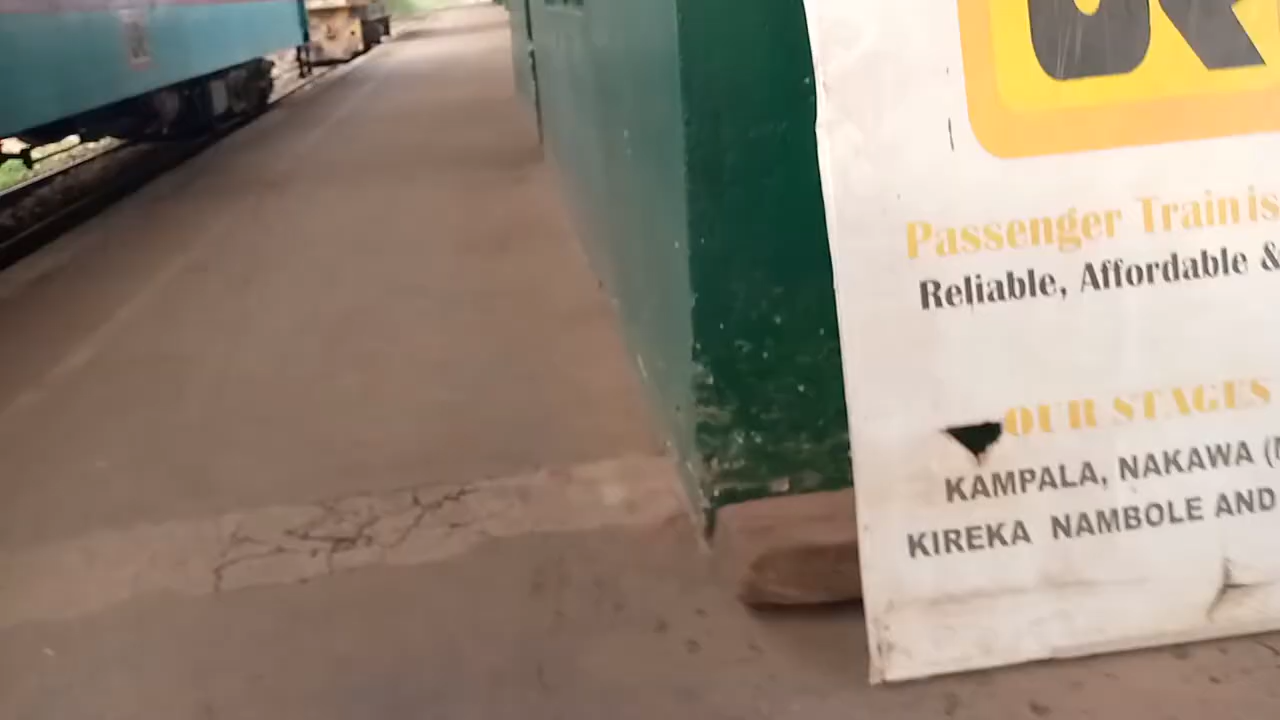 Passenger Train is
Reliable, Affordable &
OUR STAGES
KAMPALA, NAKAWA (
KIREKA NAMBOLE AND